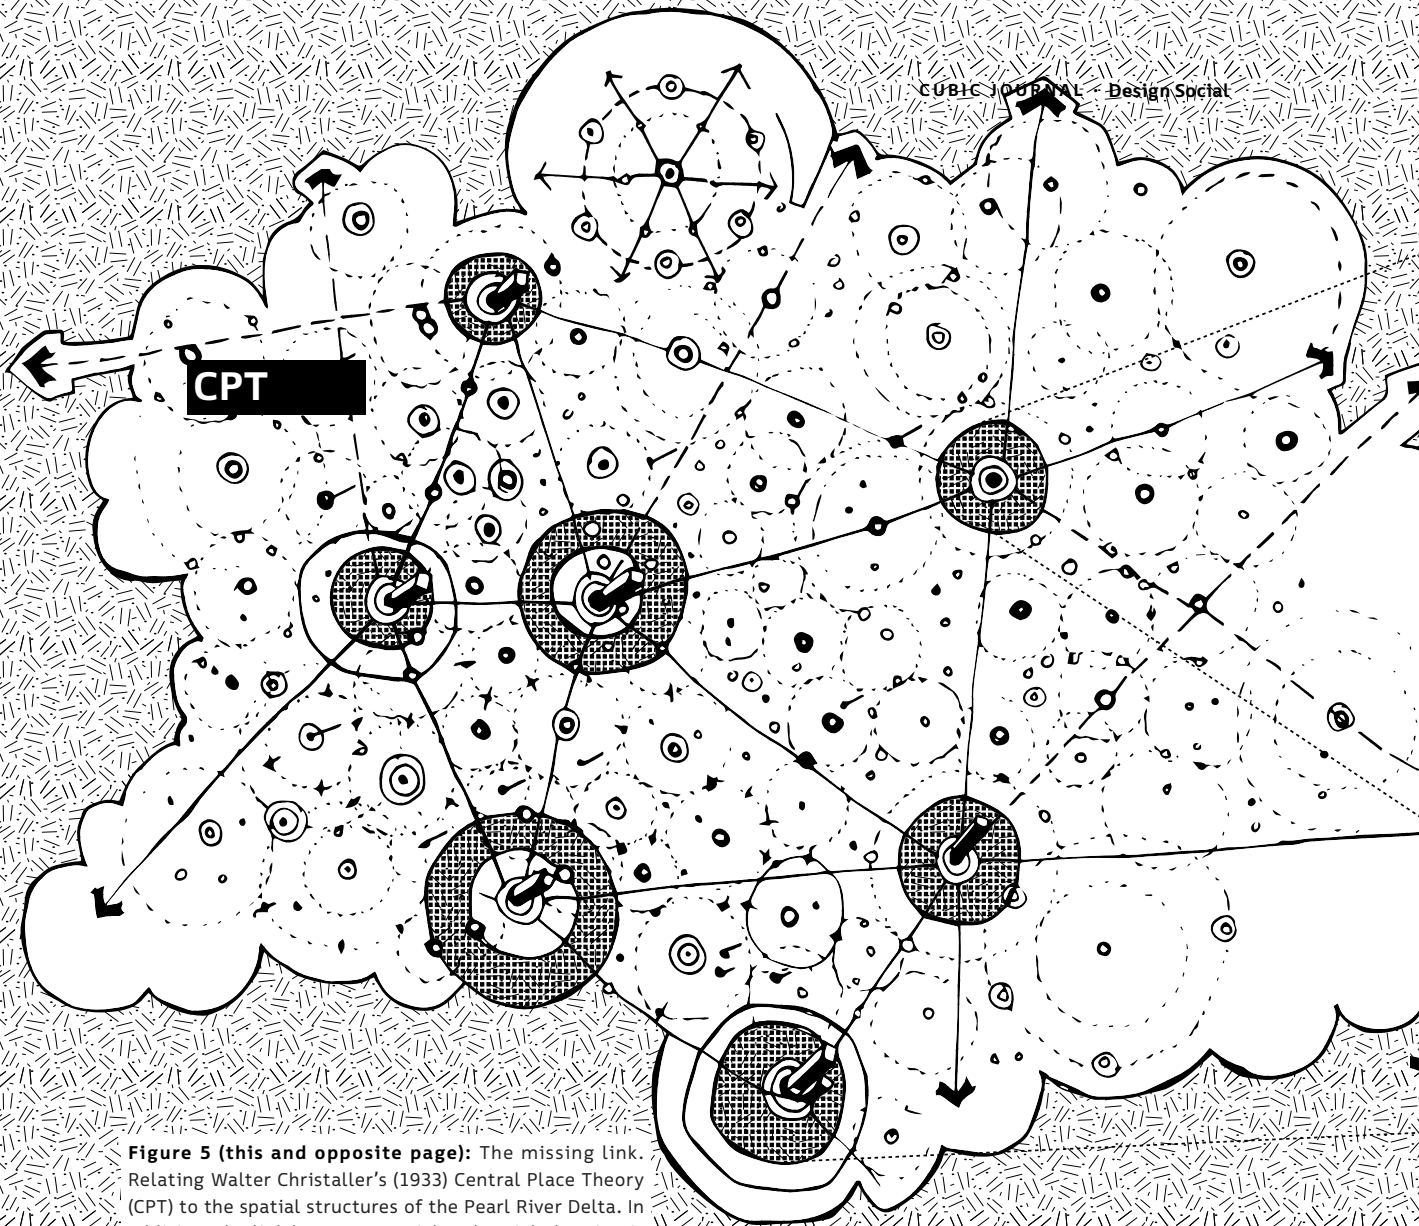 CUBIC JOURNAL · Design Social
CPT
Figure 5 (this and opposite page): The missing link.
Relating Walter Christaller's (1933) Central Place Theory
(CPT) to the spatial structures of the Pearl River Delta. In